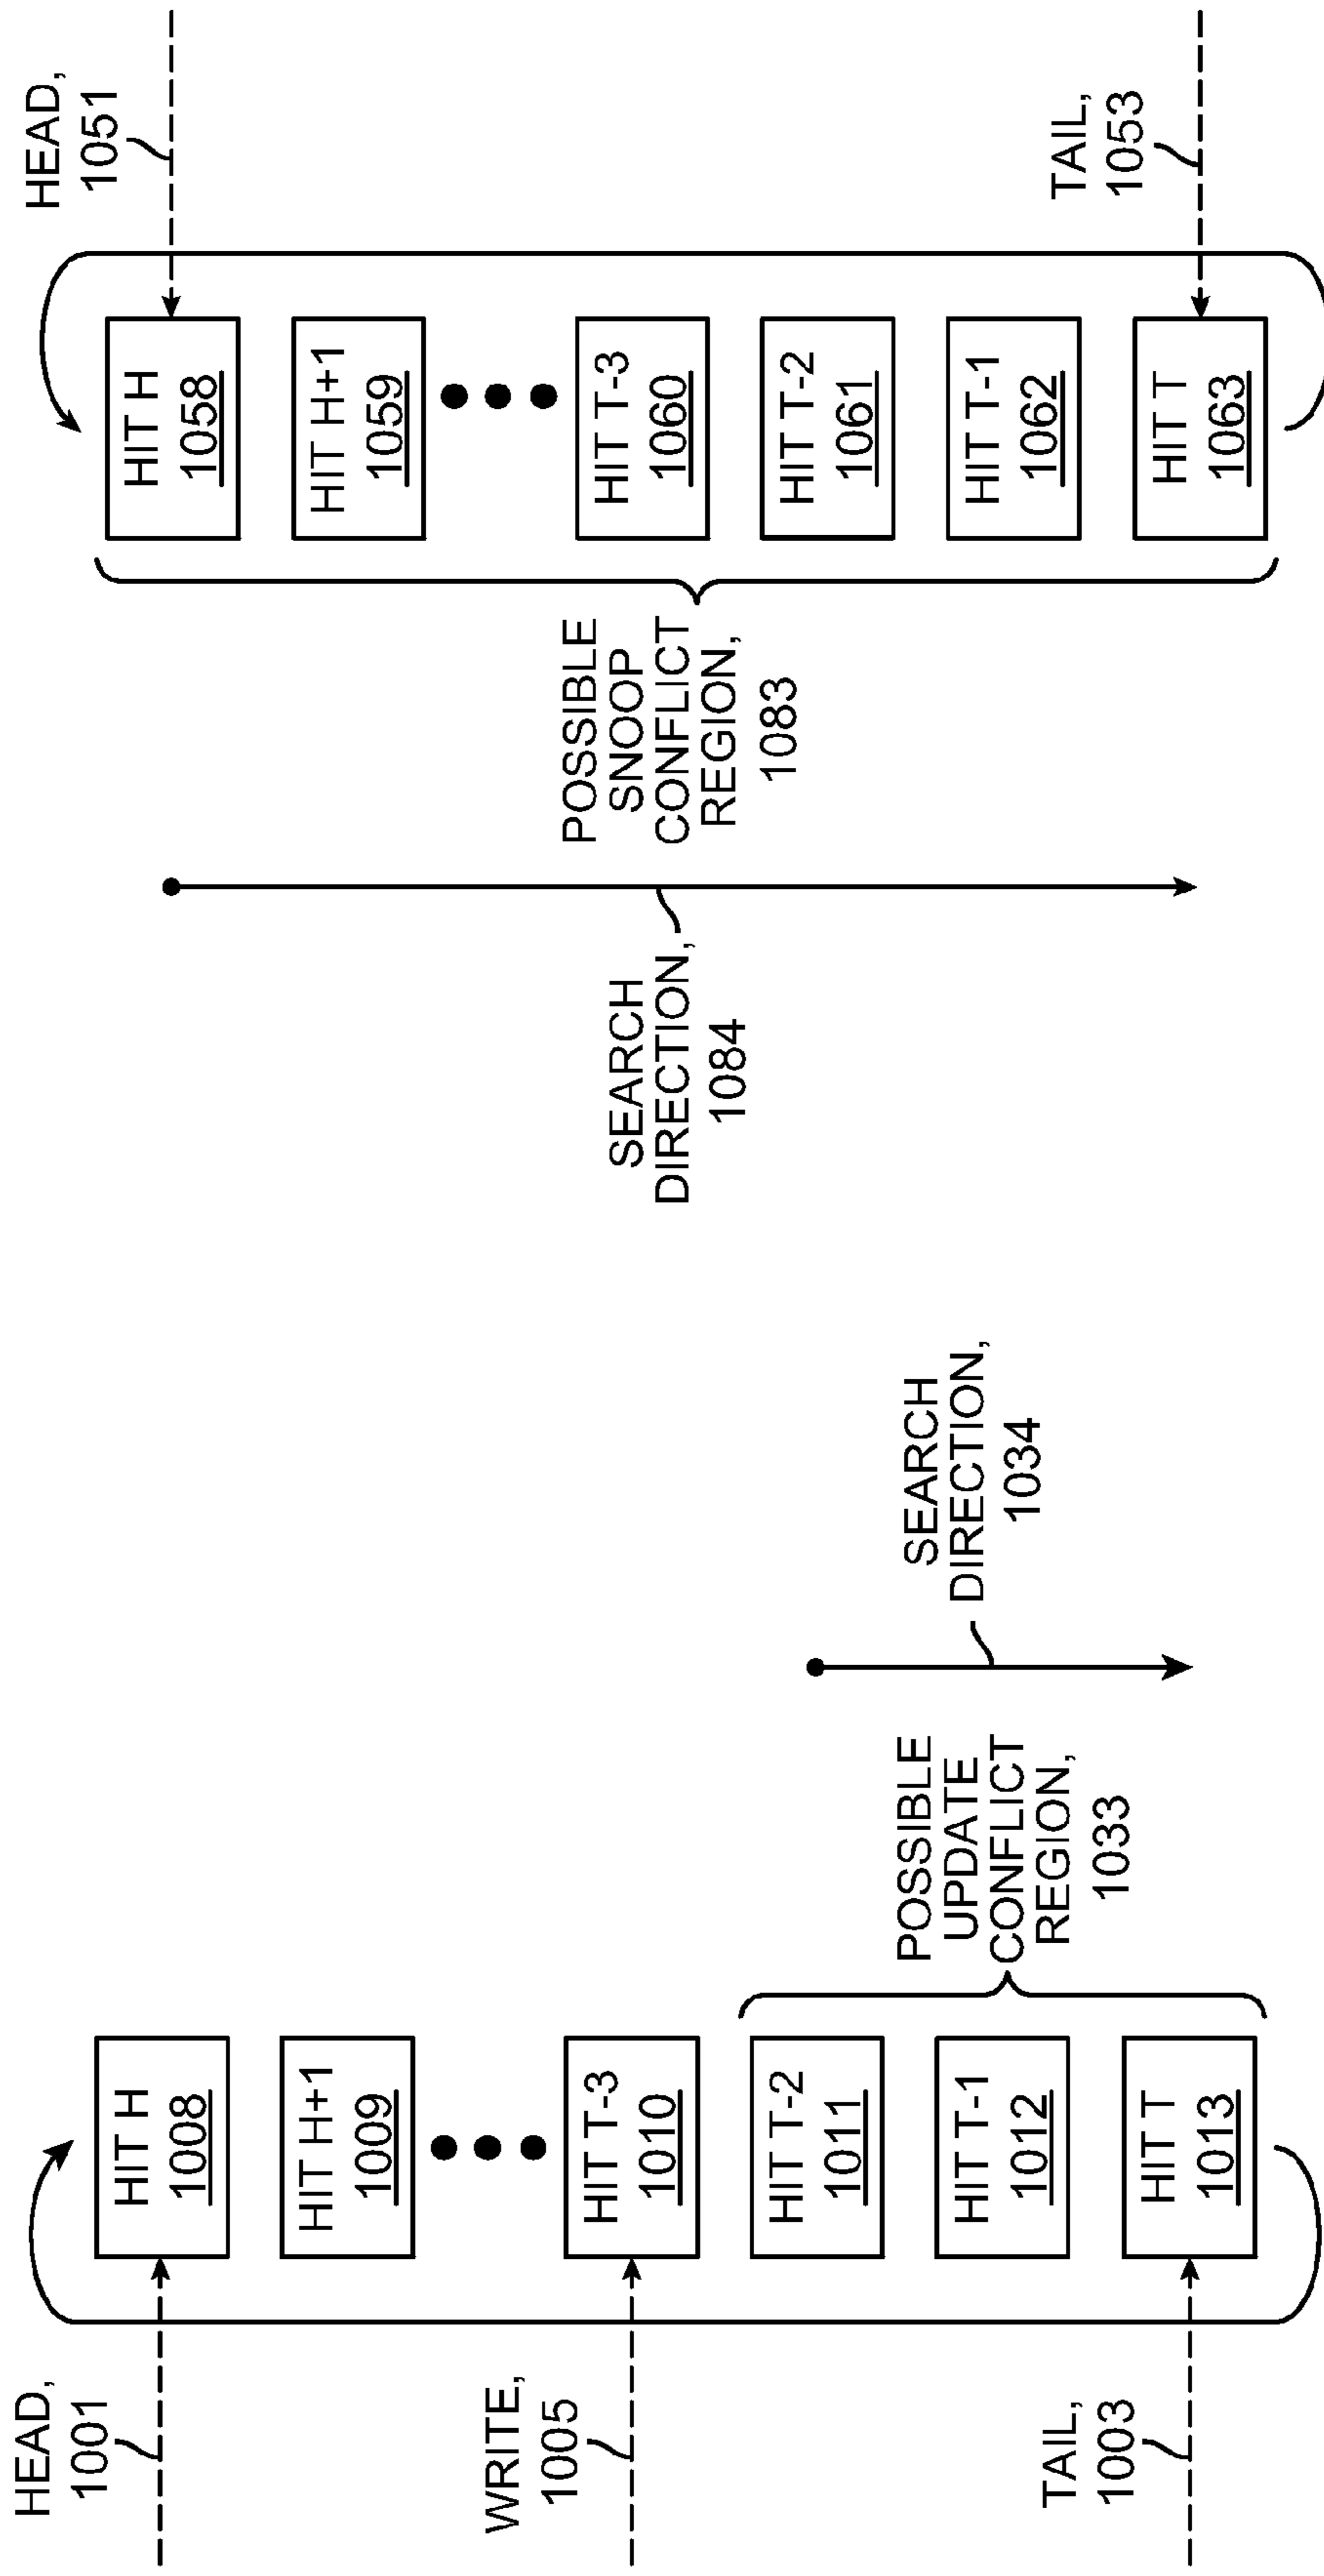 HEAD,
1001
WRITE,
1005
TAIL,
1003
HIT H
1008
HIT H+1
1009
HIT T-3
1010
HIT T-2
1011
HIT T-1
1012
HIT T
1013
POSSIBLE
UPDATE
CONFLICT
REGION,
1033
SEARCH
DIRECTION,
1034
SEARCH
DIRECTION,
1084
POSSIBLE
SNOOP
CONFLICT
REGION,
1083
HIT H
1058
HIT H+1
1059
HIT T-3
1060
HIT T-2
1061
HIT T-1
1062
HIT T
1063
HEAD,
1051
TAIL,
1053